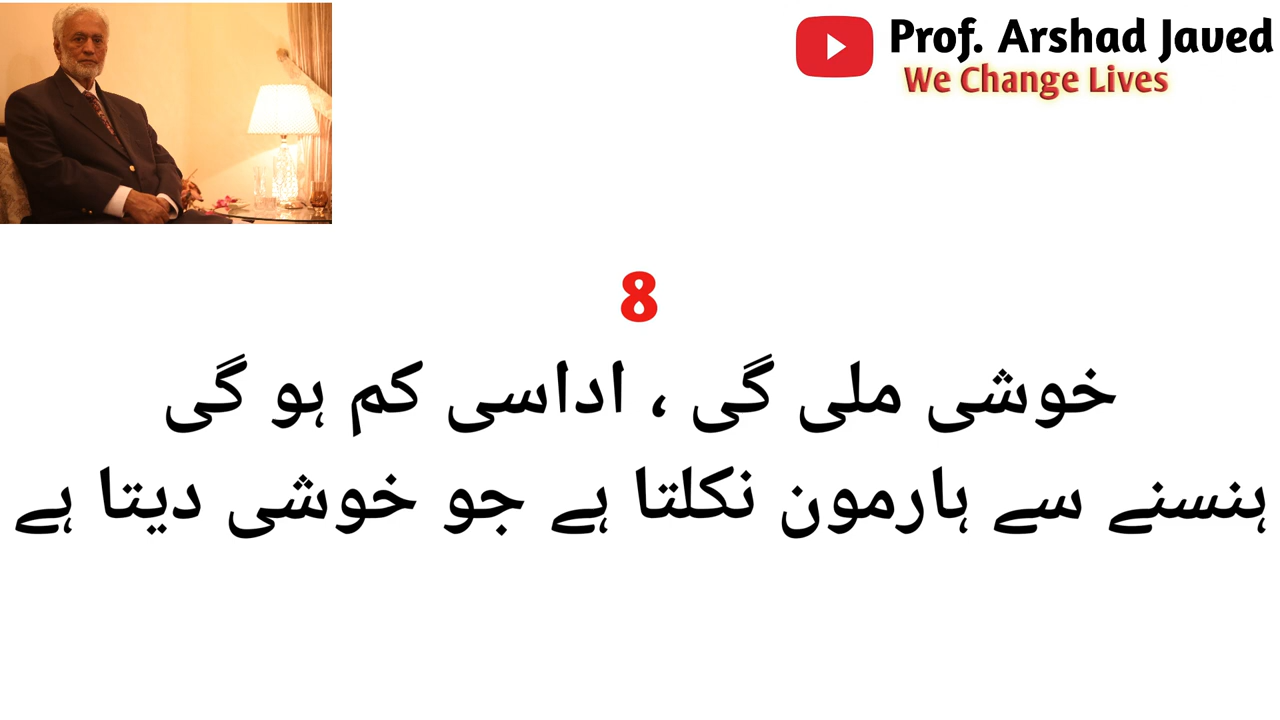 Prof. Arshad Javed
We Change Lives
8
خوشی ملی گی ، اداسی کم ہو گی
ہنسنے سے ہارمون نکلتا ہے جو خوشی دیتا ہے